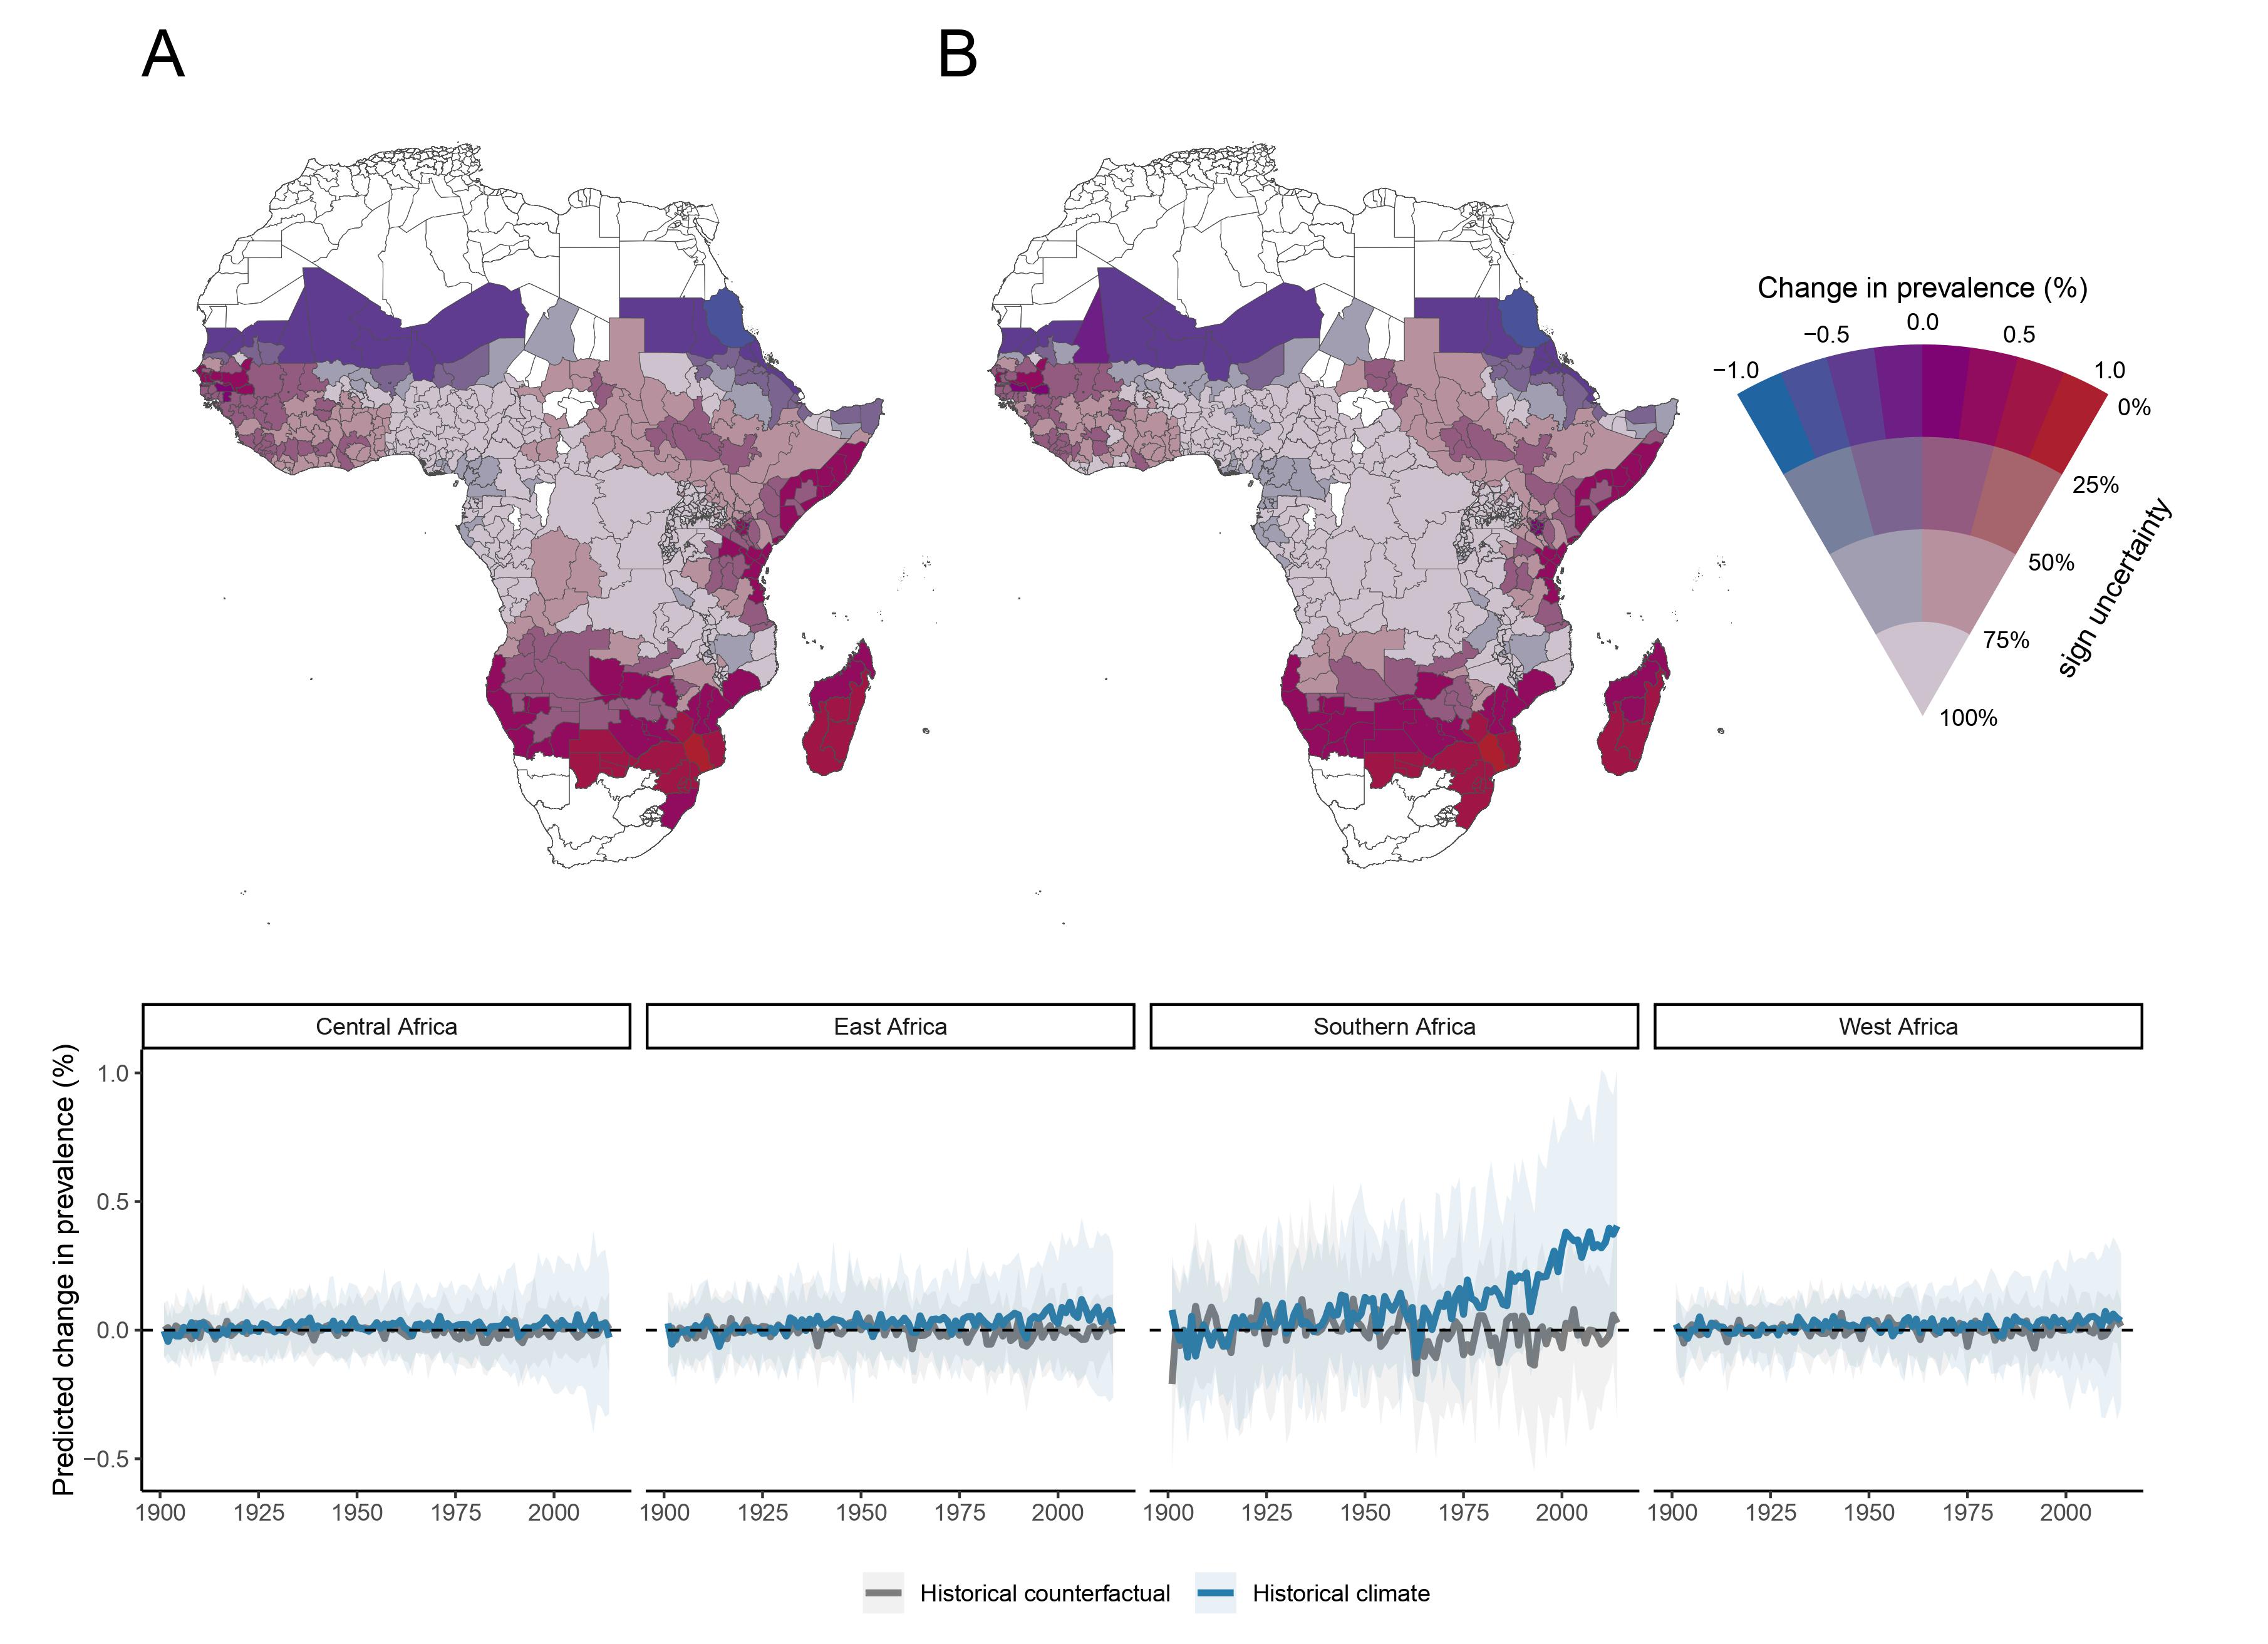 A
B
Change in prevalence (%)
−1.0
−0.5
0.0
0.5
1.0
0%
25%
50%
75%
100%
sign uncertainty
Central Africa
East Africa
Southern Africa
West Africa
Predicted change in prevalence (%)
1.0
0.5
0.0
−0.5
1900 1925 1950 1975 2000
1900 1925 1950 1975 2000
1900 1925 1950 1975 2000
1900 1925 1950 1975 2000
Historical counterfactual
Historical climate